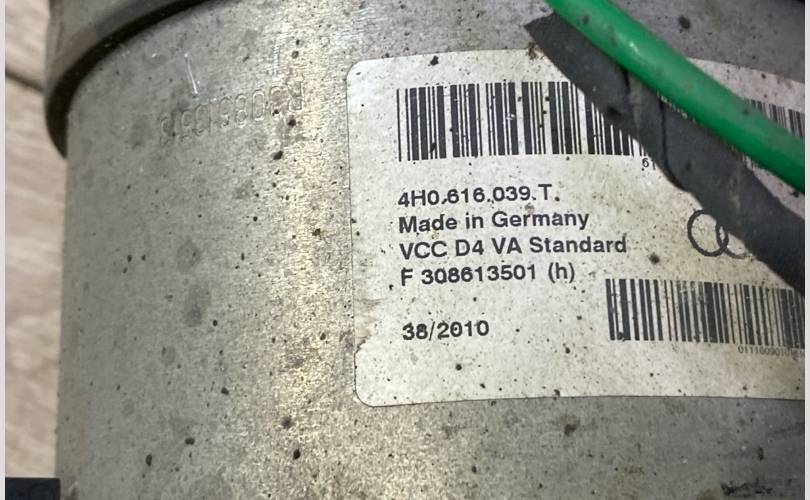 4H0.616.039.T.
Made in Germany
VCC D4 VA Standard
F 308613501 (h)
38/2010